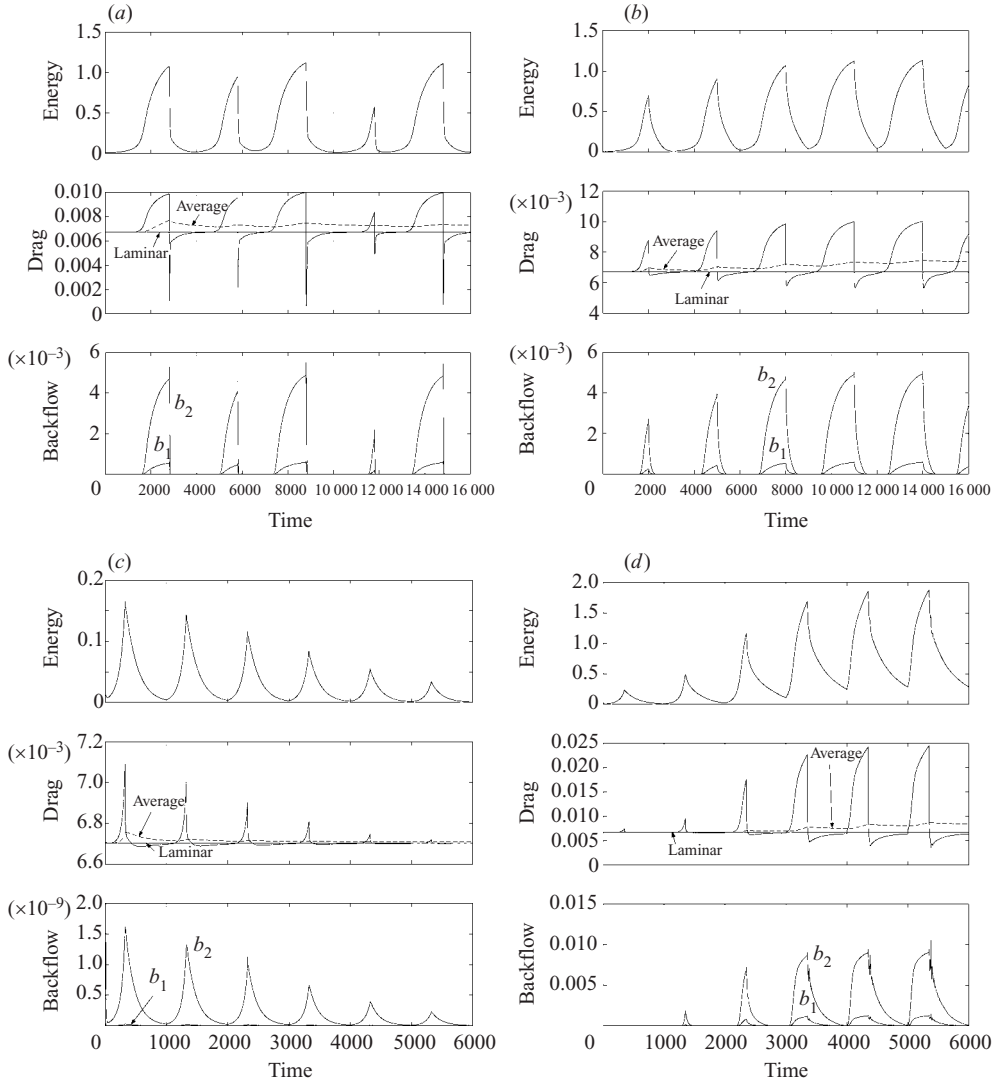 (a)
1.5
1.0
0.5
0
Energy
0.010
0.008
0.006
0.004
0.002
Drag
Average
Laminar
(×10−3)
6
4
2
0
Backflow
b2
b1
2000 4000 6000 8000 10 000 12 000 14 000 16 000
Time
(b)
1.5
1.0
0.5
0
Energy
(×10−3)
12
10
8
6
4
Drag
Average
Laminar
(×10−3)
6
4
2
0
Backflow
b2
b1
2000 4000 6000 8000 10 000 12 000 14 000 16 000
Time
(c)
0.2
0.1
0
Energy
(×10−3)
7.2
7.0
6.8
6.6
Drag
Average
Laminar
(×10−9)
2.0
1.5
1.0
0.5
Backflow
b2
b1
0 1000 2000 3000 4000 5000 6000
Time
(d)
2.0
1.5
1.0
0.5
0
Energy
0.025
0.020
0.015
0.010
0.005
0
Drag
Average
Laminar
0.015
0.010
0.005
Backflow
b2
b1
0 1000 2000 3000 4000 5000 6000
Time